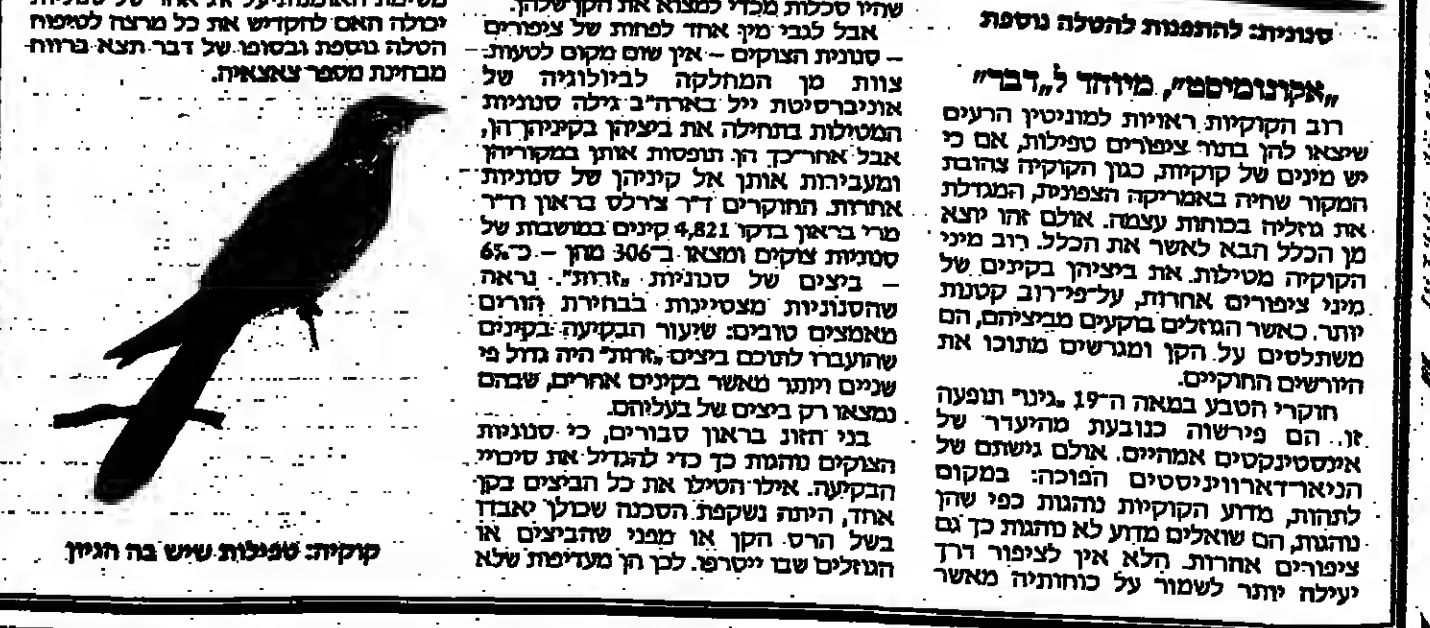 סנונית: להתפנות להטלה נוספת
„אקונומיסט”, מיוחד ל„דבר”
רוב הקוקיות ראויות למוניטין הרעים
שיצאו להן בתור ציפורים טפילות, אם כי
יש מינים של קוקיות, כגון הקוקיה צהובת
המקור שחיה באמריקה הצפונית, המגדלת
את גוזליה בכוחות עצמה. אולם זהו יוצא
מן הכלל הבא לאשר את הכלל. רוב מיני
הקוקיה מטילות את ביציהן בקינים של
מיני ציפורים אחרות, על־פי־רוב קטנות
יותר. כאשר הגוזלים בוקעים מביציהם, הם
משתלטים על הקן ומגרשים מתוכו את
היורשים החוקיים.
חוקרי הטבע במאה ה־19 „גינו” תופעה
זו. הם פירשוה כנובעת מהיעדר של
אינסטינקטים אמהיים. אולם גישתם של
הניאו־דארוויניסטים הפוכה: במקום
לתהות, מדוע הקוקיות נוהגות כפי שהן
נוהגות, הם שואלים מדוע לא נוהגות כך גם
ציפורים אחרות. הלא אין לציפור דרך
יעילה יותר לשמור על כוחותיה מאשר
שהיו סכלות מכדי למצוא את הקן שלהן.
אבל לגבי מין אחד לפחות של ציפורים
– סנונית הצוקים – אין שום מקום לטעות.
צוות מן המחלקה לביולוגיה של
אוניברסיטת ייל בארה״ב גילה סנוניות
המטילות בתחילה את ביציהן בקיניהן־הן,
אבל אחר־כך הן תופסות אותן במקוריהן
ומעבירות אותן אל קיניהן של סנוניות
אחרות. החוקרים ד״ר צ׳רלס בראון וד״ר
מרי בראון בדקו 4,821 קינים במושבות של
סנוניות צוקים ומצאו ב־306 מהן – כ־6%
– ביצים של סנוניות „זרות”. נראה
שהסנוניות מצטיינות בבחירת הורים
מאמצים טובים: שיעור הבקיעה בקינים
שהועברו לתוכם ביצים „זרות” היה גדול פי
שניים ויותר מאשר בקינים אחרים, שבהם
נמצאו רק ביצים של בעליהם.
בני הזוג בראון סבורים, כי סנוניות
הצוקים נוהגות כך כדי להגדיל את סיכויי
הבקיעה. אילו הטילו את כל הביצים בקן
אחד, היתה נשקפת הסכנה שכולן יאבדו
בשל הרס הקן או מפני שהביצים או
הגוזלים שבו ייטרפו. לכן הן מעדיפות שלא
משימת האומנות על גג אחר של סנוניות
יכולה האם להקדיש את כל מרצה לטיפוח
הטלה נוספת ובסופו של דבר תצא ברווח
מבחינת מספר צאצאיה.
קוקיה: טפילות שיש בה הגיון